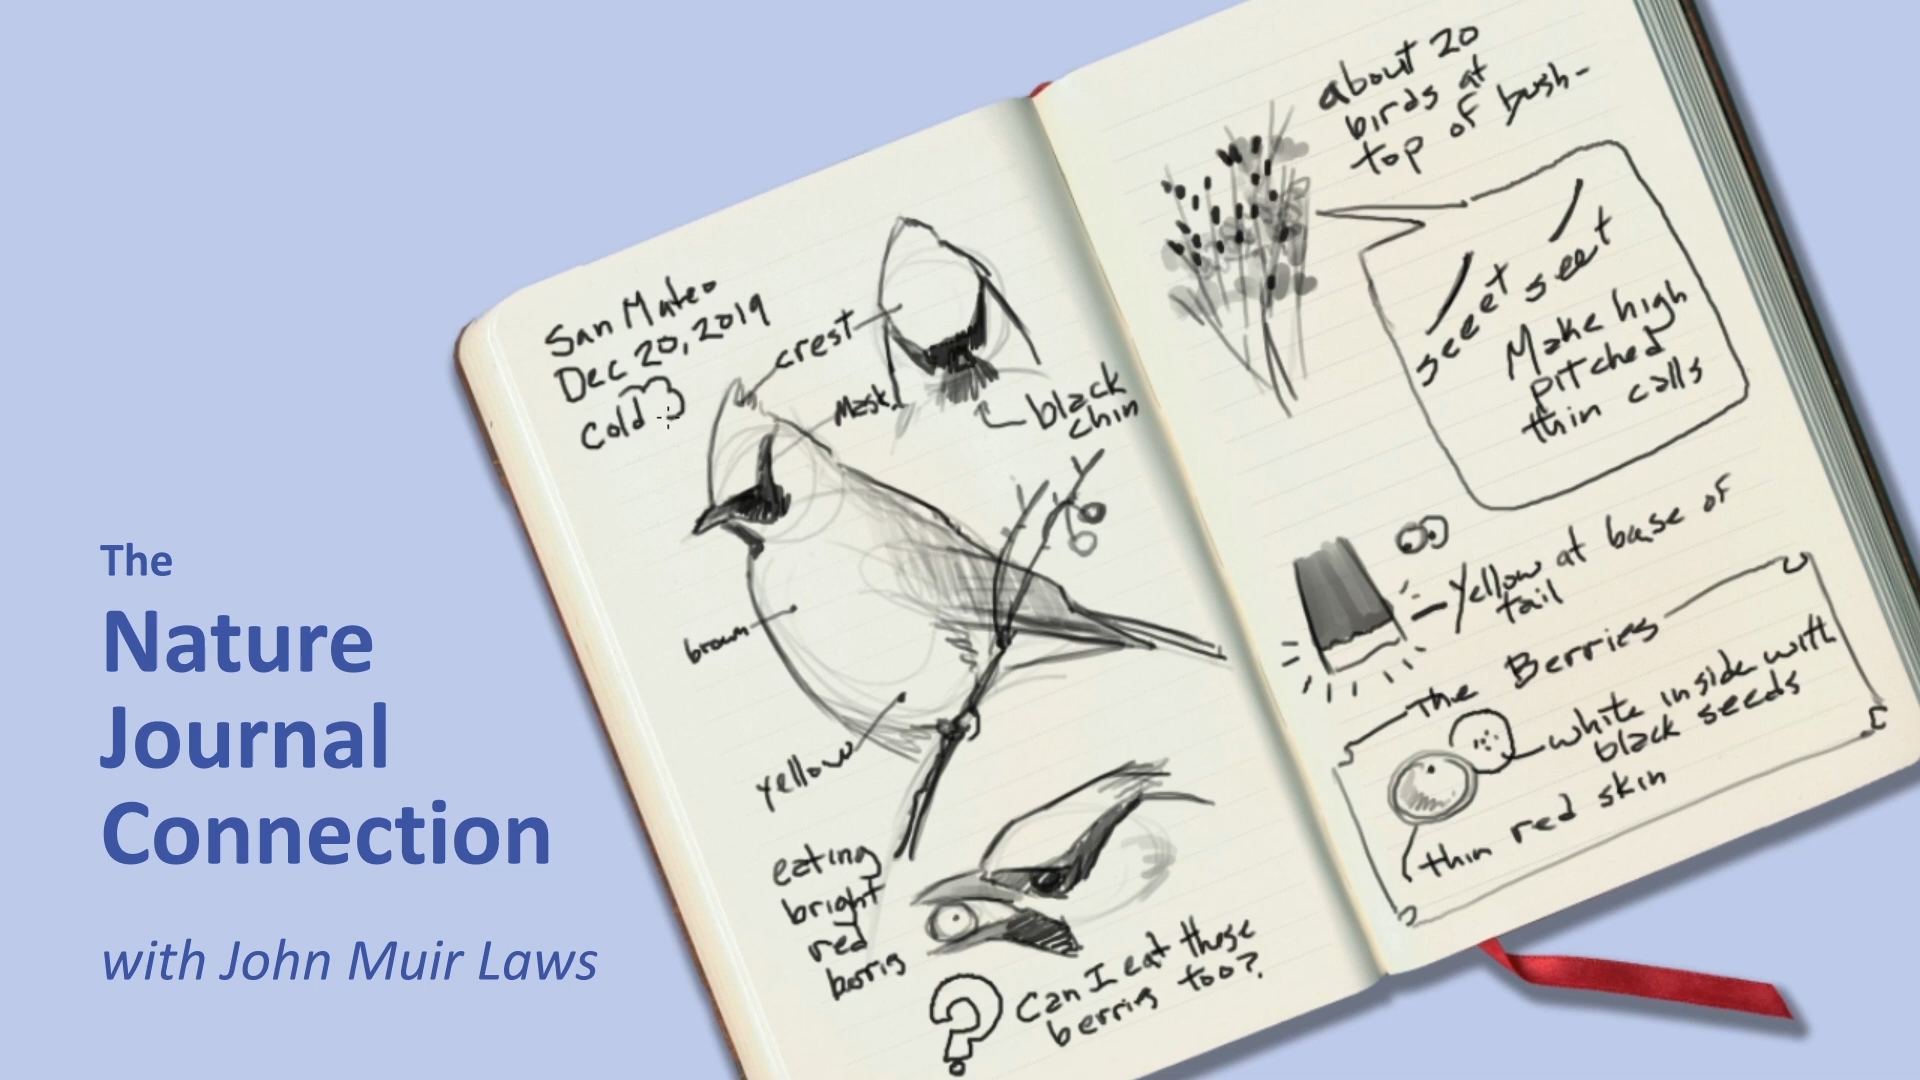 The
Nature
Journal
Connection
with John Muir Laws
San Mateo
Dec 20, 2019
Cold
crest
Mask
black
chin
brown
yellow
eating
bright
red
berris
Can I eat these
berries too?
about 20
birds at
top of bush-
seeet seet
Make high
pitched
thin calls
Yellow at base of
tail
The Berries
white inside with
black seeds
thin red skin